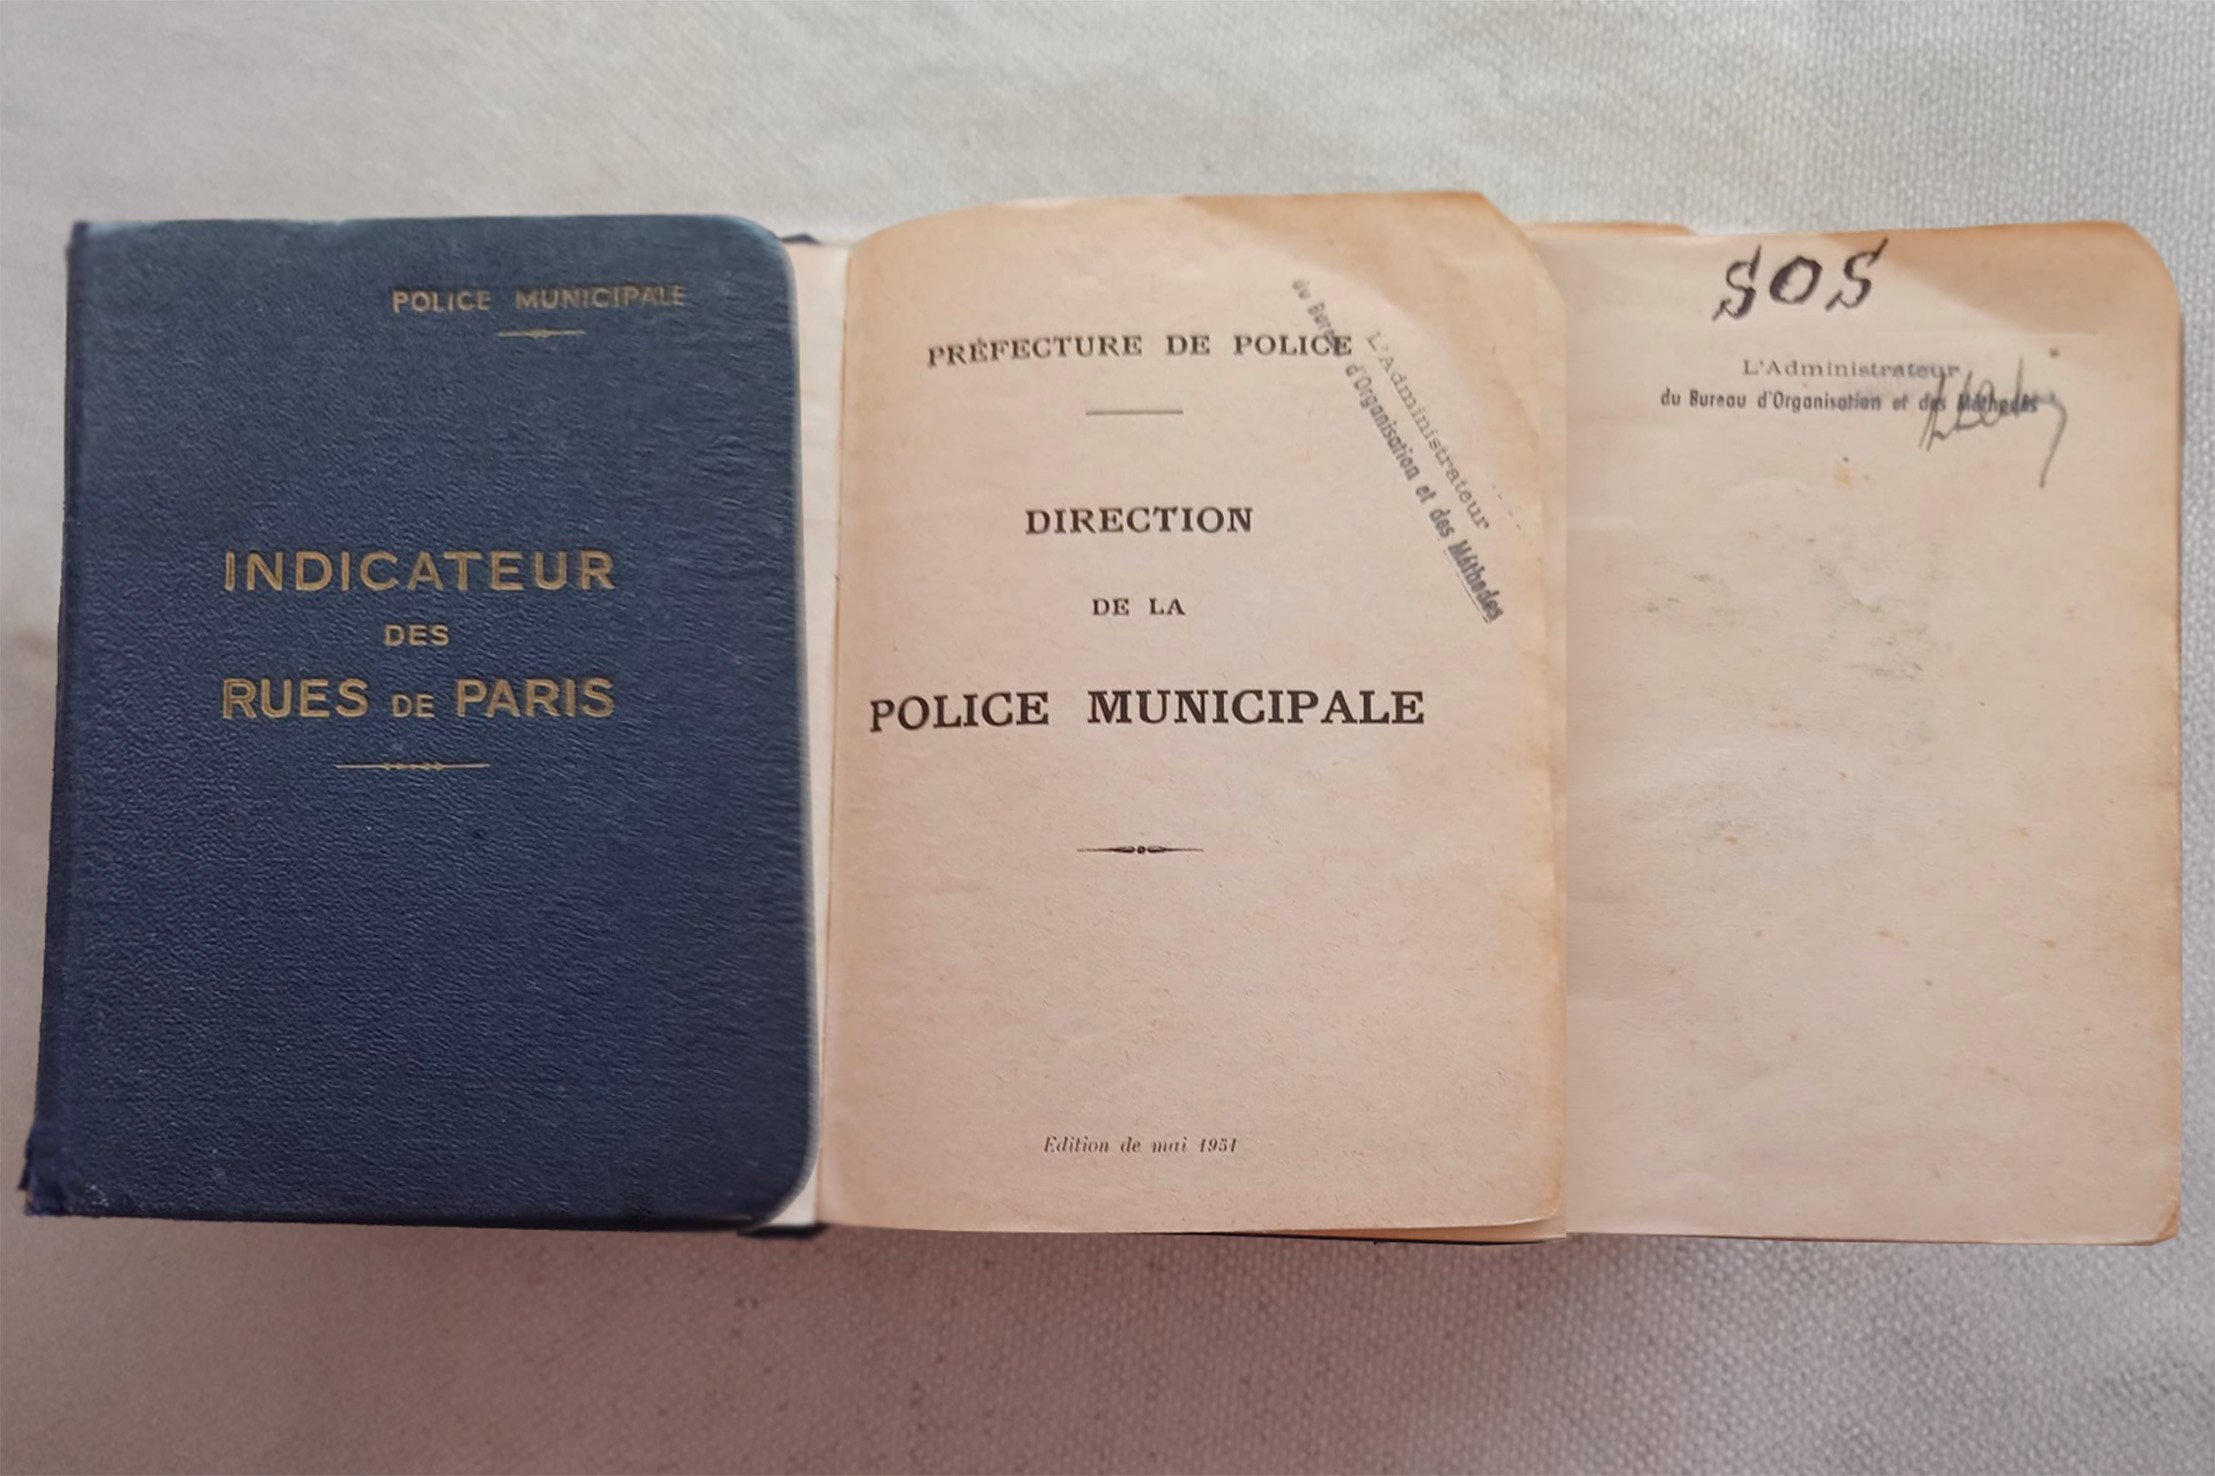 POLICE MUNICIPALE
INDICATEUR
DES
RUES DE PARIS
PRÉFECTURE DE POLICE
DIRECTION
DE LA
POLICE MUNICIPALE
Edition de mai 1951
L'Administrateur
du Bureau d'Organisation et des Méthodes
SOS
L'Administrateur
du Bureau d'Organisation et des Méthodes